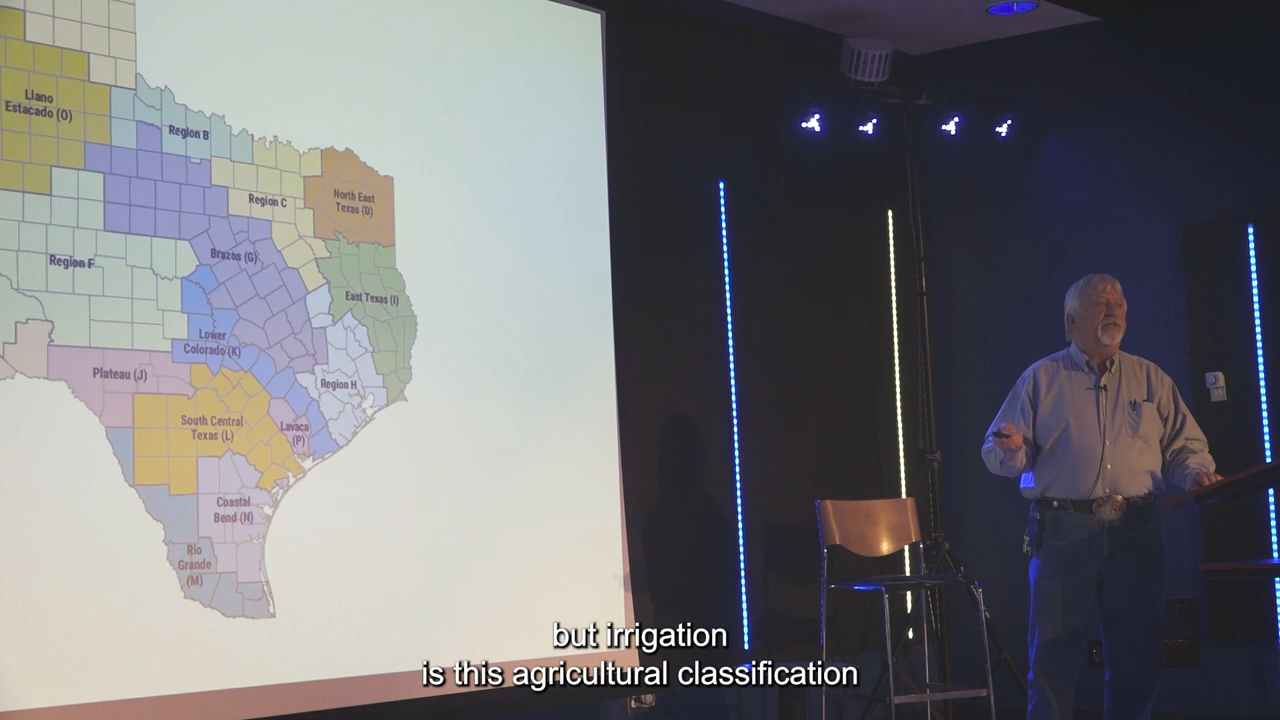 Llano
Estacado (O)
Region B
Region C
North East
Texas (D)
Brazos (G)
Region F
East Texas (I)
Lower
Colorado (K)
Plateau (J)
Region H
South Central
Texas (L)
Lavaca
(P)
Coastal
Bend (N)
Rio
Grande
(M)
but irrigation
is this agricultural classification